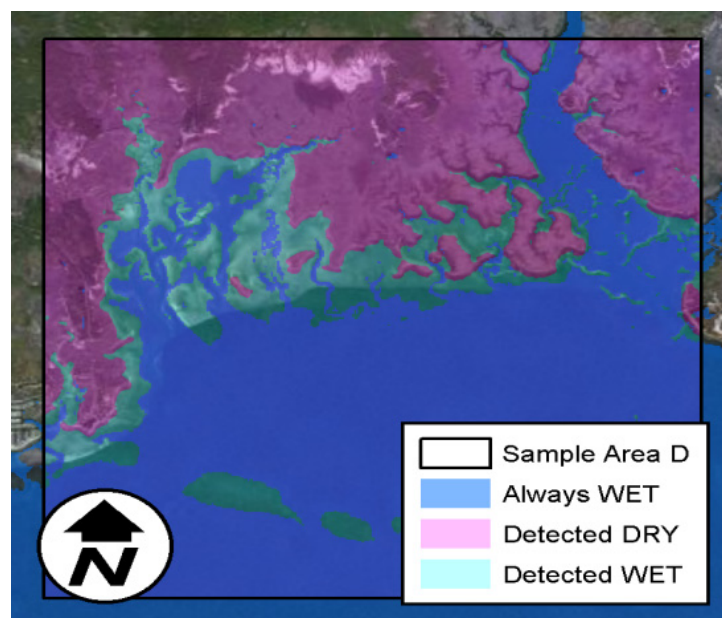 Sample Area D
Always WET
Detected DRY
Detected WET
N